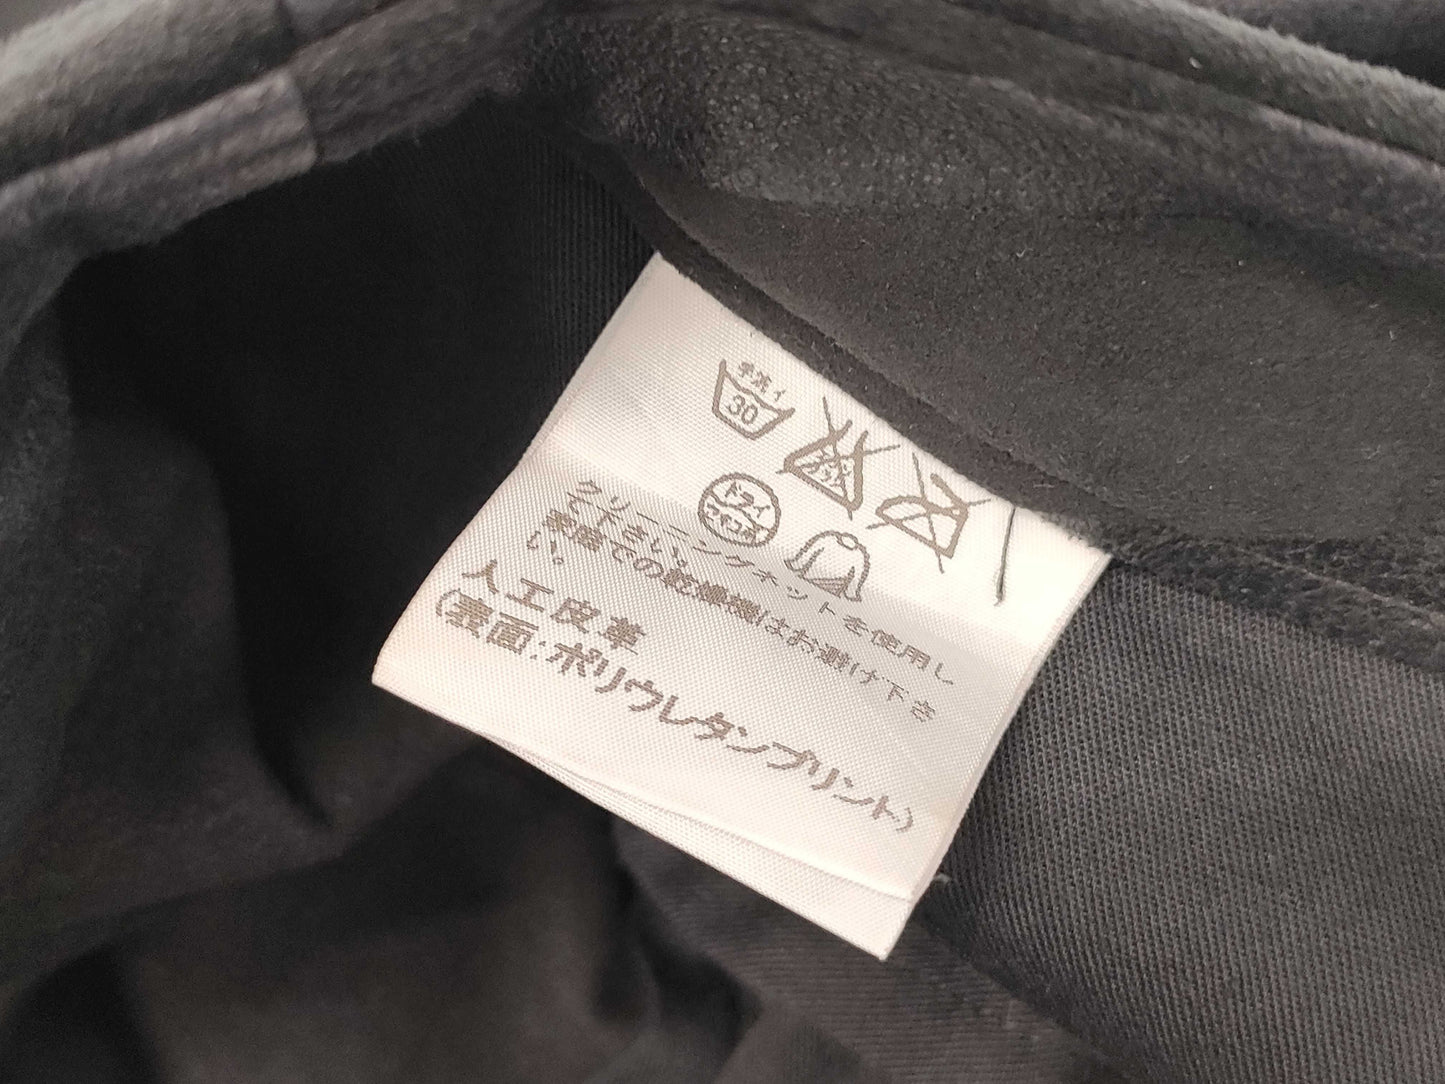 手洗イ
30
ドライ
クリーニングネットを使用し
て下さい。
家庭での乾燥機はお避け下さ
い。
人工皮革
(表面:ポリウレタンプリント)